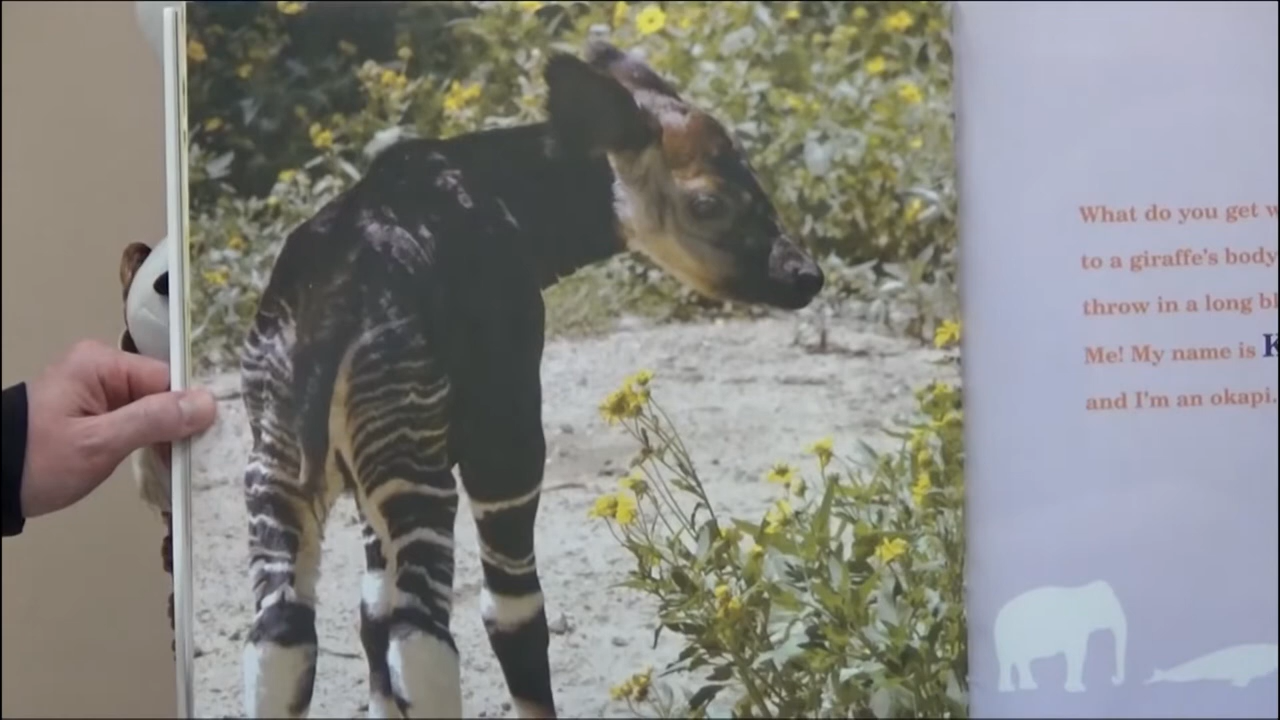 What do you get
to a giraffe's body
throw in a long
Me! My name is
and I'm an okapi.